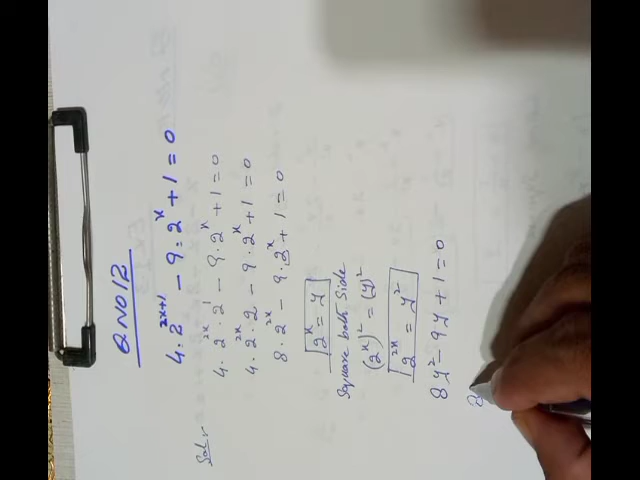 Q.NO12
4.2^{2x+1} - 9.2^x + 1 = 0
Sol:-
4.2^{2x}.2^1 - 9.2^x + 1 = 0
4.2^{2x}.2 - 9.2^x + 1 = 0
8.2^{2x} - 9.2^x + 1 = 0
2^x = y
Square both Side
(2^x)^2 = (y)^2
2^{2x} = y^2
8y^2 - 9y + 1 = 0
8